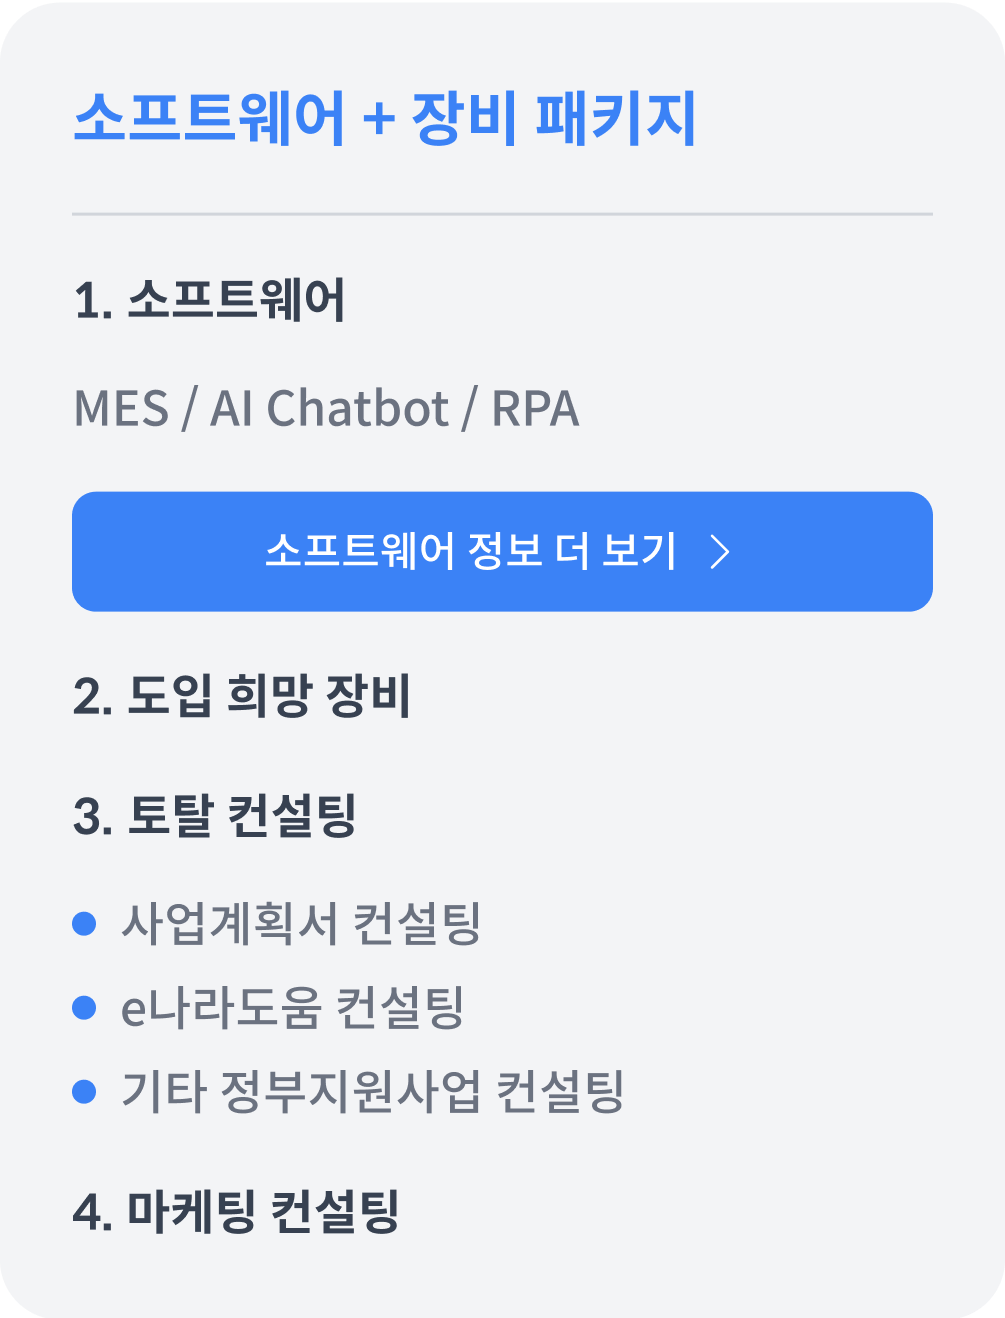 소프트웨어 + 장비 패키지
1. 소프트웨어
MES / AI Chatbot / RPA
소프트웨어 정보 더 보기
2. 도입 희망 장비
3. 토탈 컨설팅
사업계획서 컨설팅
e나라도움 컨설팅
기타 정부지원사업 컨설팅
4. 마케팅 컨설팅